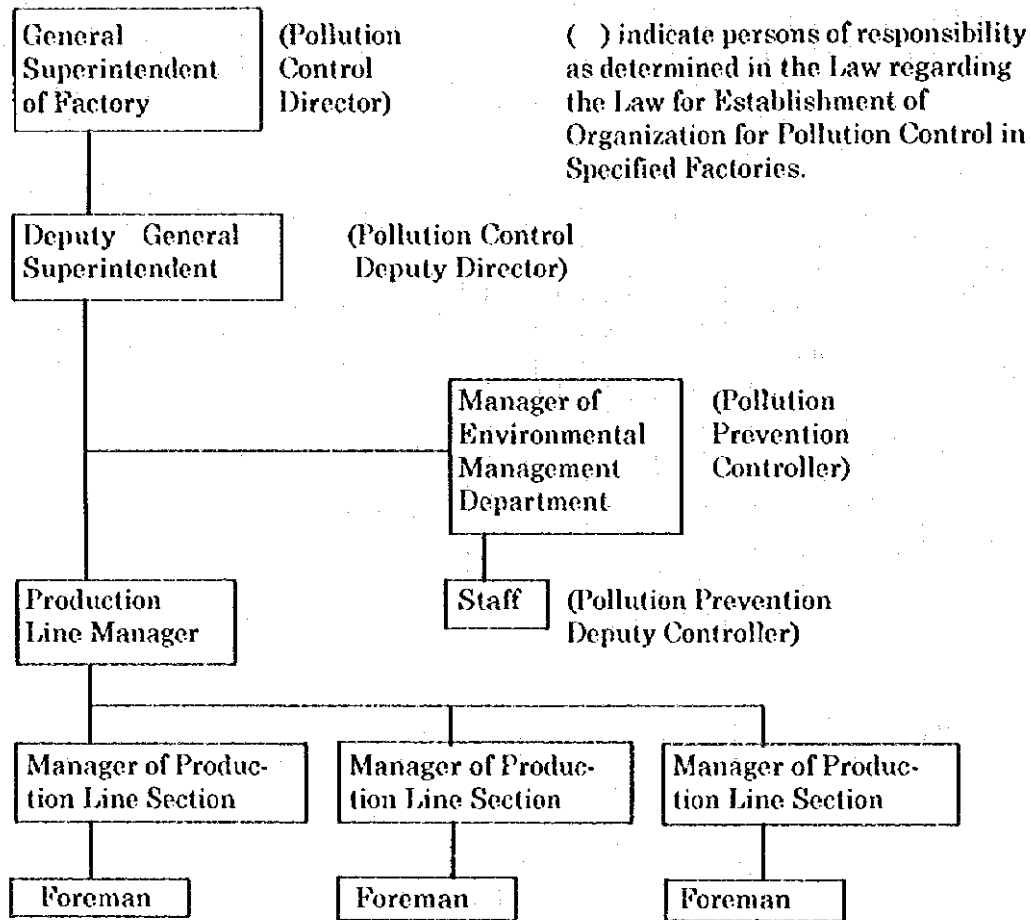 General
Superintendent
of Factory
(Pollution
Control
Director)
( ) indicate persons of responsibility
as determined in the Law regarding
the Law for Establishment of
Organization for Pollution Control in
Specified Factories.
Deputy General
Superintendent
(Pollution Control
Deputy Director)
Manager of
Environmental
Management
Department
(Pollution
Prevention
Controller)
Production
Line Manager
Staff
(Pollution Prevention
Deputy Controller)
Manager of Produc-
tion Line Section
Manager of Produc-
tion Line Section
Manager of Produc-
tion Line Section
Foreman
Foreman
Foreman